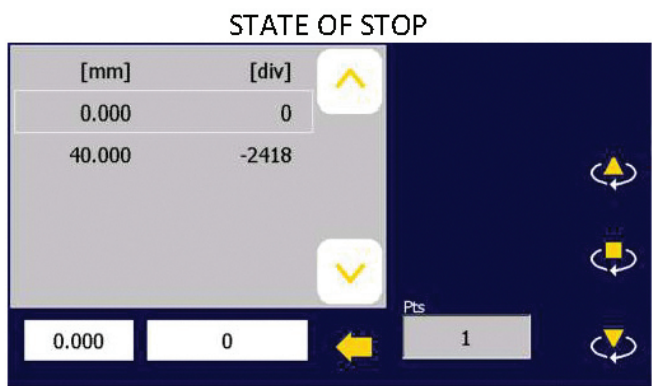 STATE OF STOP
[mm] [div]
0.000 0
40.000 -2418
Pts
0.000 0 1